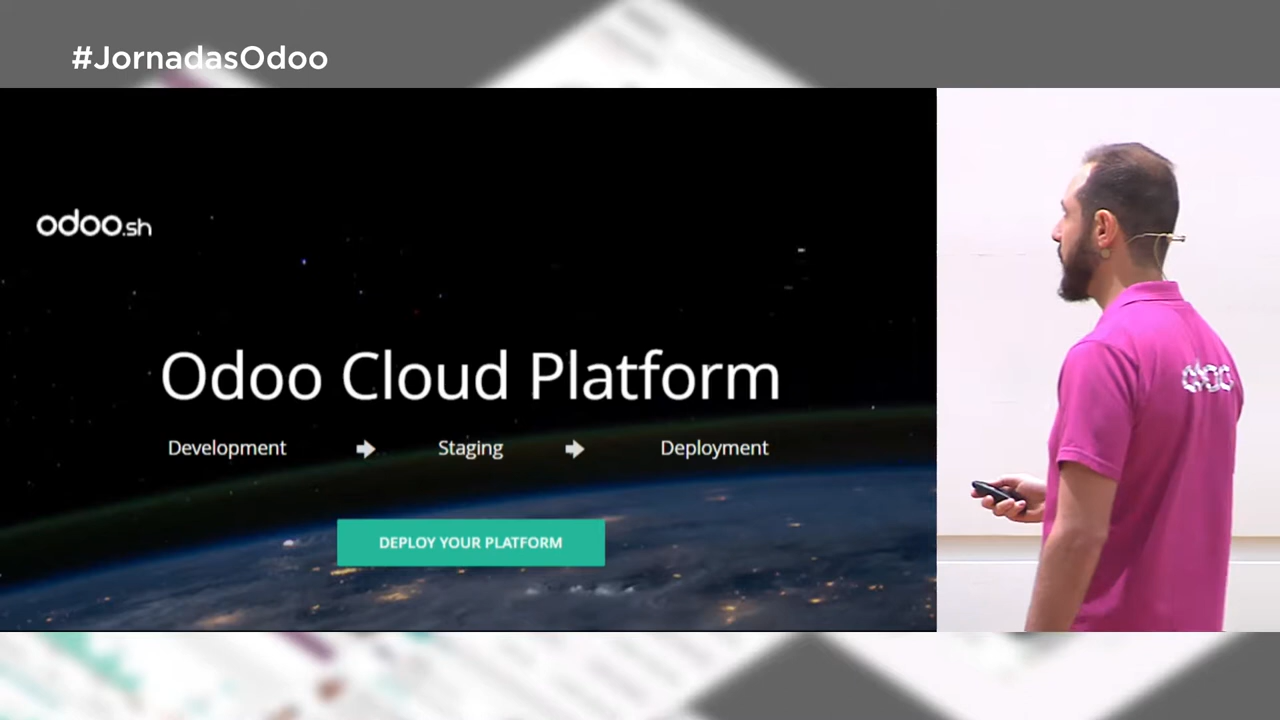 #JornadasOdoo
odoo.sh
Odoo Cloud Platform
Development
Staging
Deployment
DEPLOY YOUR PLATFORM
odoo